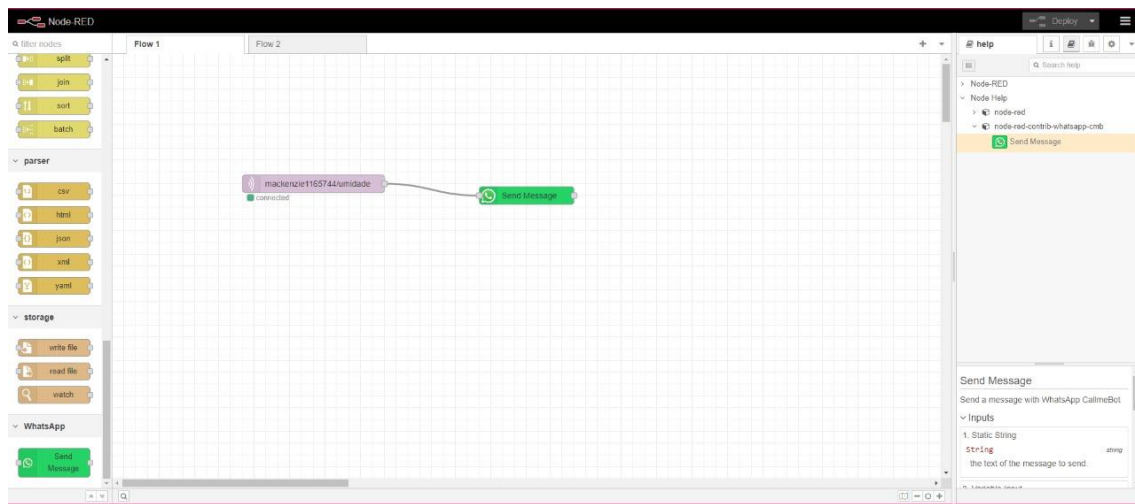 Node-RED
Deploy
filter nodes
Flow 1
Flow 2
help
i
Search help
split
join
sort
batch
parser
csv
html
json
xml
yaml
storage
write file
read file
watch
WhatsApp
Send
Message
mackenzie1165744/umidade
connected
Send Message
Node-RED
Node Help
node-red
node-red-contrib-whatsapp-cmb
Send Message
Send Message
Send a message with WhatsApp CallmeBot
Inputs
1. Static String
String
string
the text of the message to send.